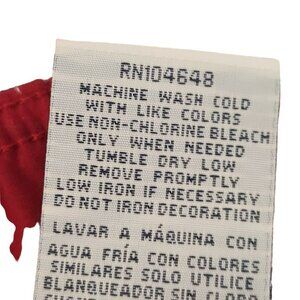 RN104648
MACHINE WASH COLD
WITH LIKE COLORS
USE NON-CHLORINE BLEACH
ONLY WHEN NEEDED
TUMBLE DRY LOW
REMOVE PROMPTLY
LOW IRON IF NECESSARY
DO NOT IRON DECORATION
LAVAR A MÁQUINA CON
AGUA FRÍA CON COLORES
SIMILARES SOLO UTILICE
BLANQUEADOR SIN CLORO